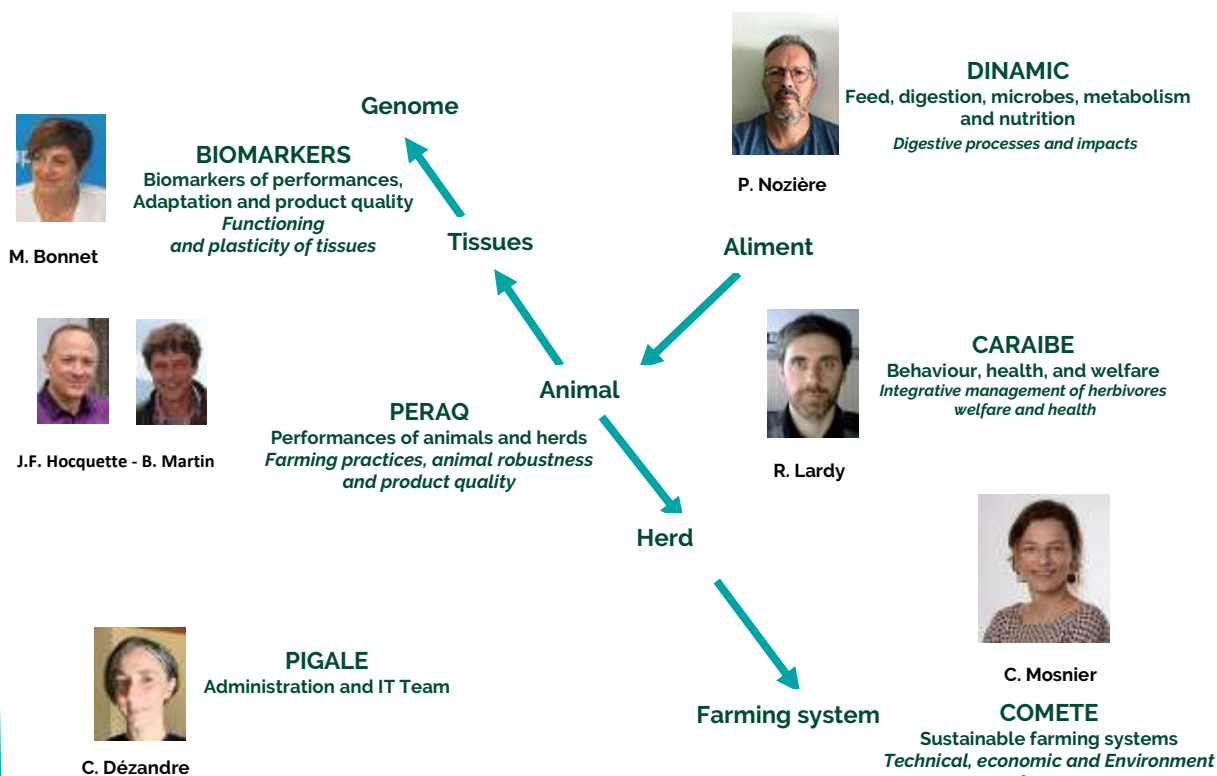 DINAMIC
Feed, digestion, microbes, metabolism
and nutrition
Digestive processes and impacts
P. Nozière
Genome
BIOMARKERS
Biomarkers of performances,
Adaptation and product quality
Functioning
and plasticity of tissues
M. Bonnet
Tissues
Aliment
CARAIBE
Behaviour, health, and welfare
Integrative management of herbivores
welfare and health
R. Lardy
Animal
PERAQ
Performances of animals and herds
Farming practices, animal robustness
and product quality
J.F. Hocquette - B. Martin
Herd
C. Mosnier
PIGALE
Administration and IT Team
C. Dézandre
Farming system
COMETE
Sustainable farming systems
Technical, economic and Environment